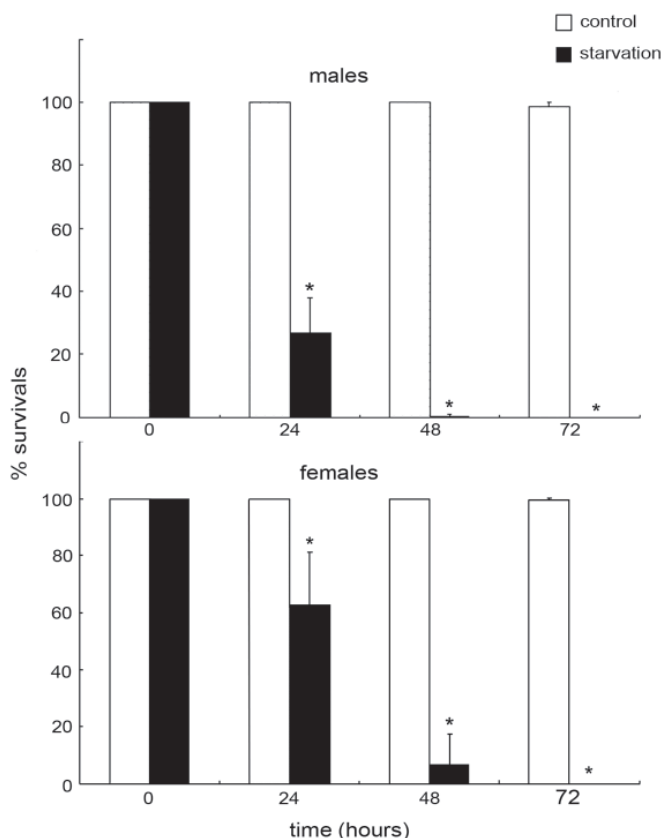 control
starvation
males
100
80
60
40
20
0
*
*
*
0 24 48 72
% survivals
females
100
80
60
40
20
0
*
*
*
0 24 48 72
time (hours)